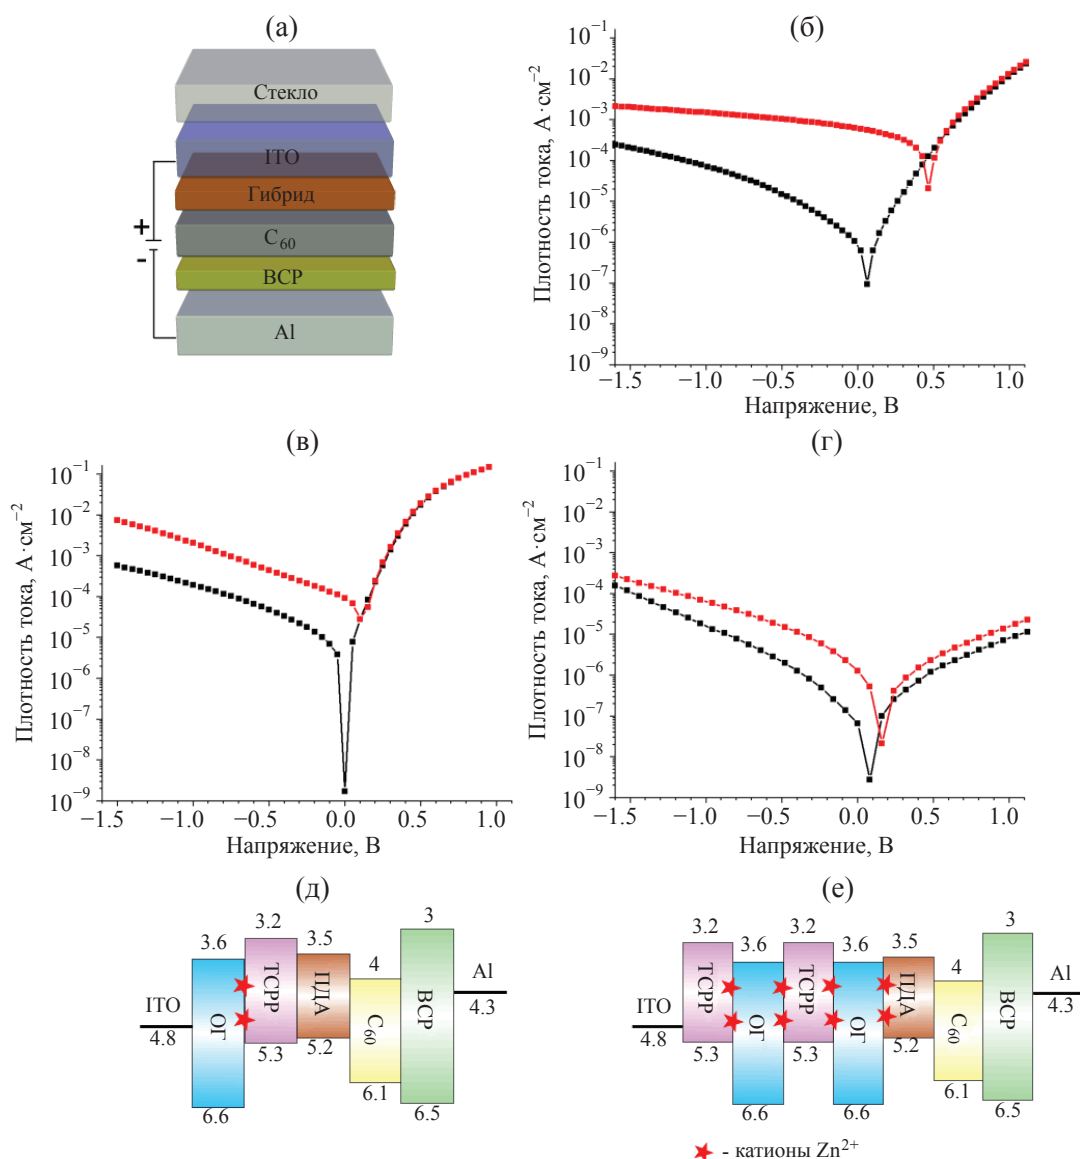 (а)
Стекло
ITO
Гибрид
C₆₀
BCP
Al
+
-
(б)
Плотность тока, А·см⁻²
10⁻¹
10⁻²
10⁻³
10⁻⁴
10⁻⁵
10⁻⁶
10⁻⁷
10⁻⁸
10⁻⁹
−1.5 −1.0 −0.5 0.0 0.5 1.0
Напряжение, В
(в)
Плотность тока, А·см⁻²
10⁻¹
10⁻²
10⁻³
10⁻⁴
10⁻⁵
10⁻⁶
10⁻⁷
10⁻⁸
10⁻⁹
−1.5 −1.0 −0.5 0.0 0.5 1.0
Напряжение, В
(г)
Плотность тока, А·см⁻²
10⁻¹
10⁻²
10⁻³
10⁻⁴
10⁻⁵
10⁻⁶
10⁻⁷
10⁻⁸
10⁻⁹
−1.5 −1.0 −0.5 0.0 0.5 1.0
Напряжение, В
(д)
ITO
4.8
3.6
ОГ
6.6
3.2
TCPP
5.3
3.5
ПДА
5.2
4
C₆₀
6.1
3
BCP
6.5
Al
4.3
(е)
ITO
4.8
3.2
TCPP
5.3
3.6
ОГ
6.6
3.2
TCPP
5.3
3.6
ОГ
6.6
3.5
ПДА
5.2
4
C₆₀
6.1
3
BCP
6.5
Al
4.3
- катионы Zn²⁺